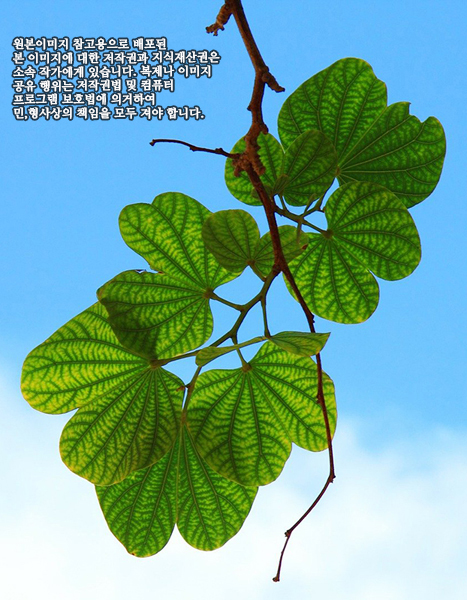 원본이미지 참고용으로 배포된
본 이미지에 대한 저작권과 지식재산권은
소속 작가에게 있습니다. 복제나 이미지
공유 행위는 저작권법 및 컴퓨터
프로그램 보호법에 의거하여
민,형사상의 책임을 모두 져야 합니다.